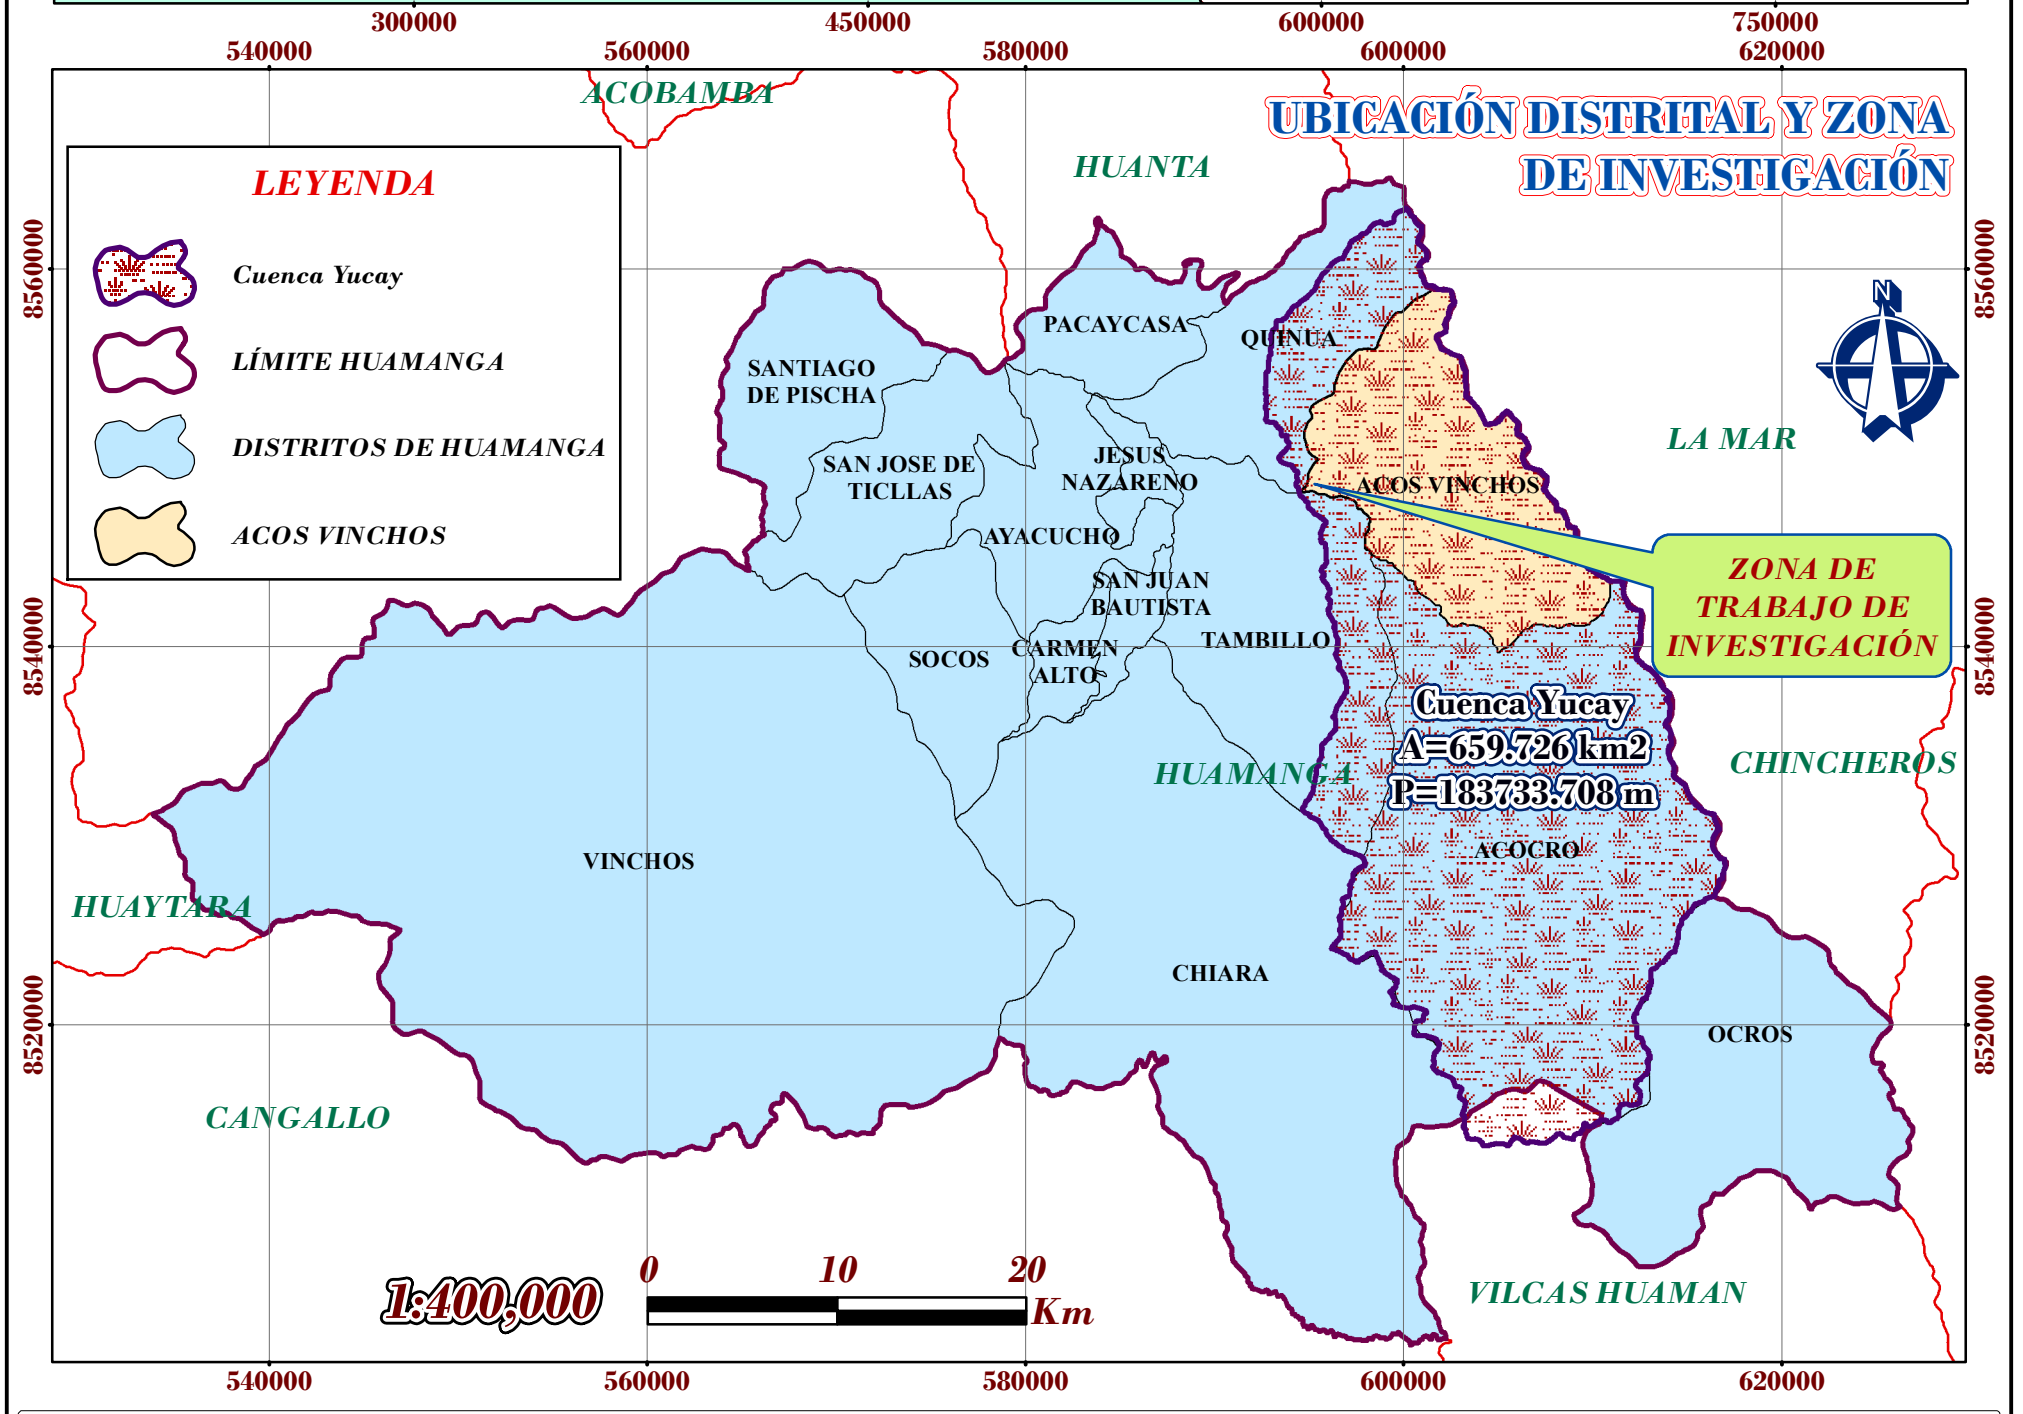 300000 450000 600000 750000
540000 560000 580000 600000 620000
UBICACIÓN DISTRITAL Y ZONA
DE INVESTIGACIÓN
ACOBAMBA
HUANTA
LEYENDA
Cuenca Yucay
LÍMITE HUAMANGA
DISTRITOS DE HUAMANGA
ACOS VINCHOS
8560000
8560000
N
PACAYCASA
QUINUA
SANTIAGO
DE PISCHA
LA MAR
SAN JOSE DE
TICLLAS
JESUS
NAZARENO
ACOS VINCHOS
AYACUCHO
SAN JUAN
BAUTISTA
ZONA DE
TRABAJO DE
INVESTIGACIÓN
TAMBILLO
8540000
8540000
SOCOS
CARMEN
ALTO
Cuenca Yucay
A=659.726 km2
P=183733.708 m
HUAMANGA
CHINCHEROS
VINCHOS
ACOCRO
HUAYTARA
CHIARA
OCROS
8520000
8520000
CANGALLO
VILCAS HUAMAN
1:400,000
0 10 20
Km
540000 560000 580000 600000 620000